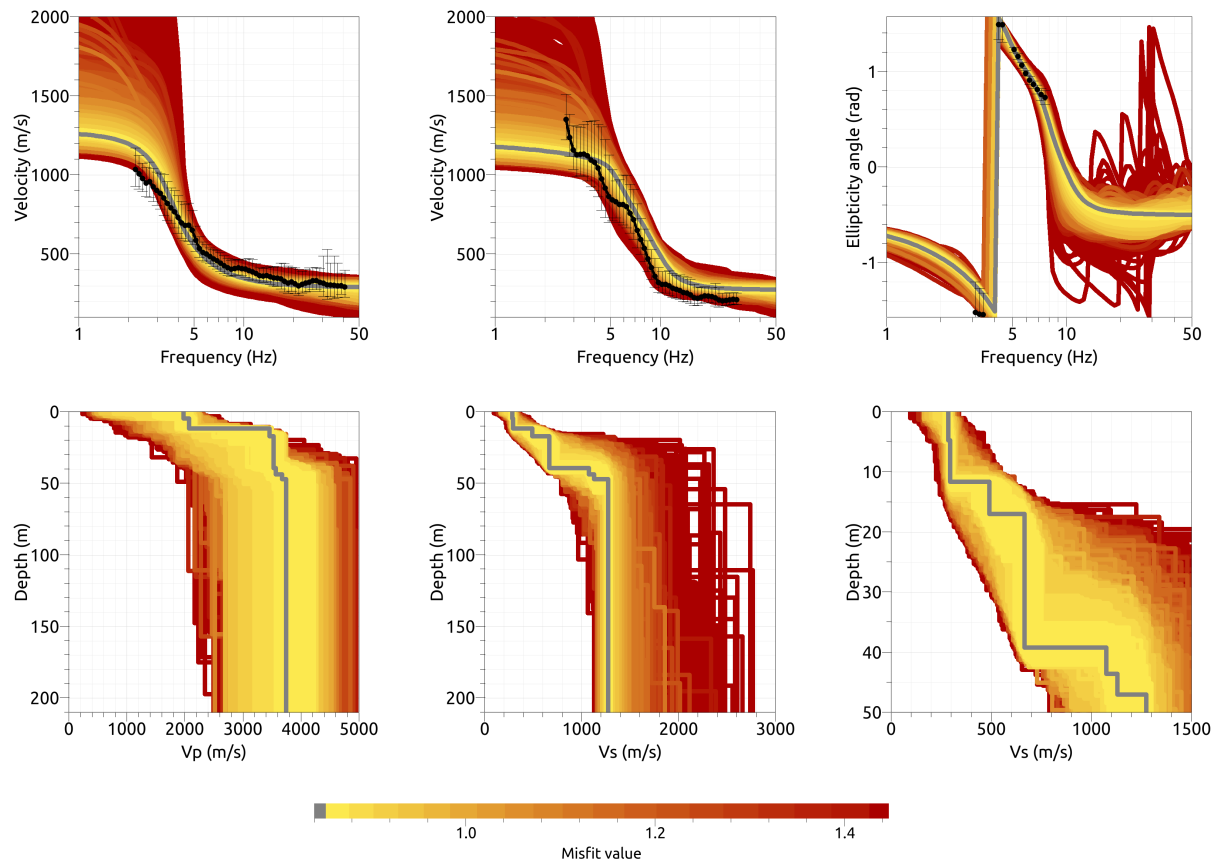 2000
1500
1000
500
Velocity (m/s)
1 5 10 50
Frequency (Hz)
2000
1500
1000
500
Velocity (m/s)
1 5 10 50
Frequency (Hz)
1
0
-1
Ellipticity angle (rad)
1 5 10 50
Frequency (Hz)
0
50
100
150
200
Depth (m)
0 1000 2000 3000 4000 5000
Vp (m/s)
0
50
100
150
200
Depth (m)
0 1000 2000 3000
Vs (m/s)
0
10
20
30
40
50
Depth (m)
0 500 1000 1500
Vs (m/s)
1.0 1.2 1.4
Misfit value